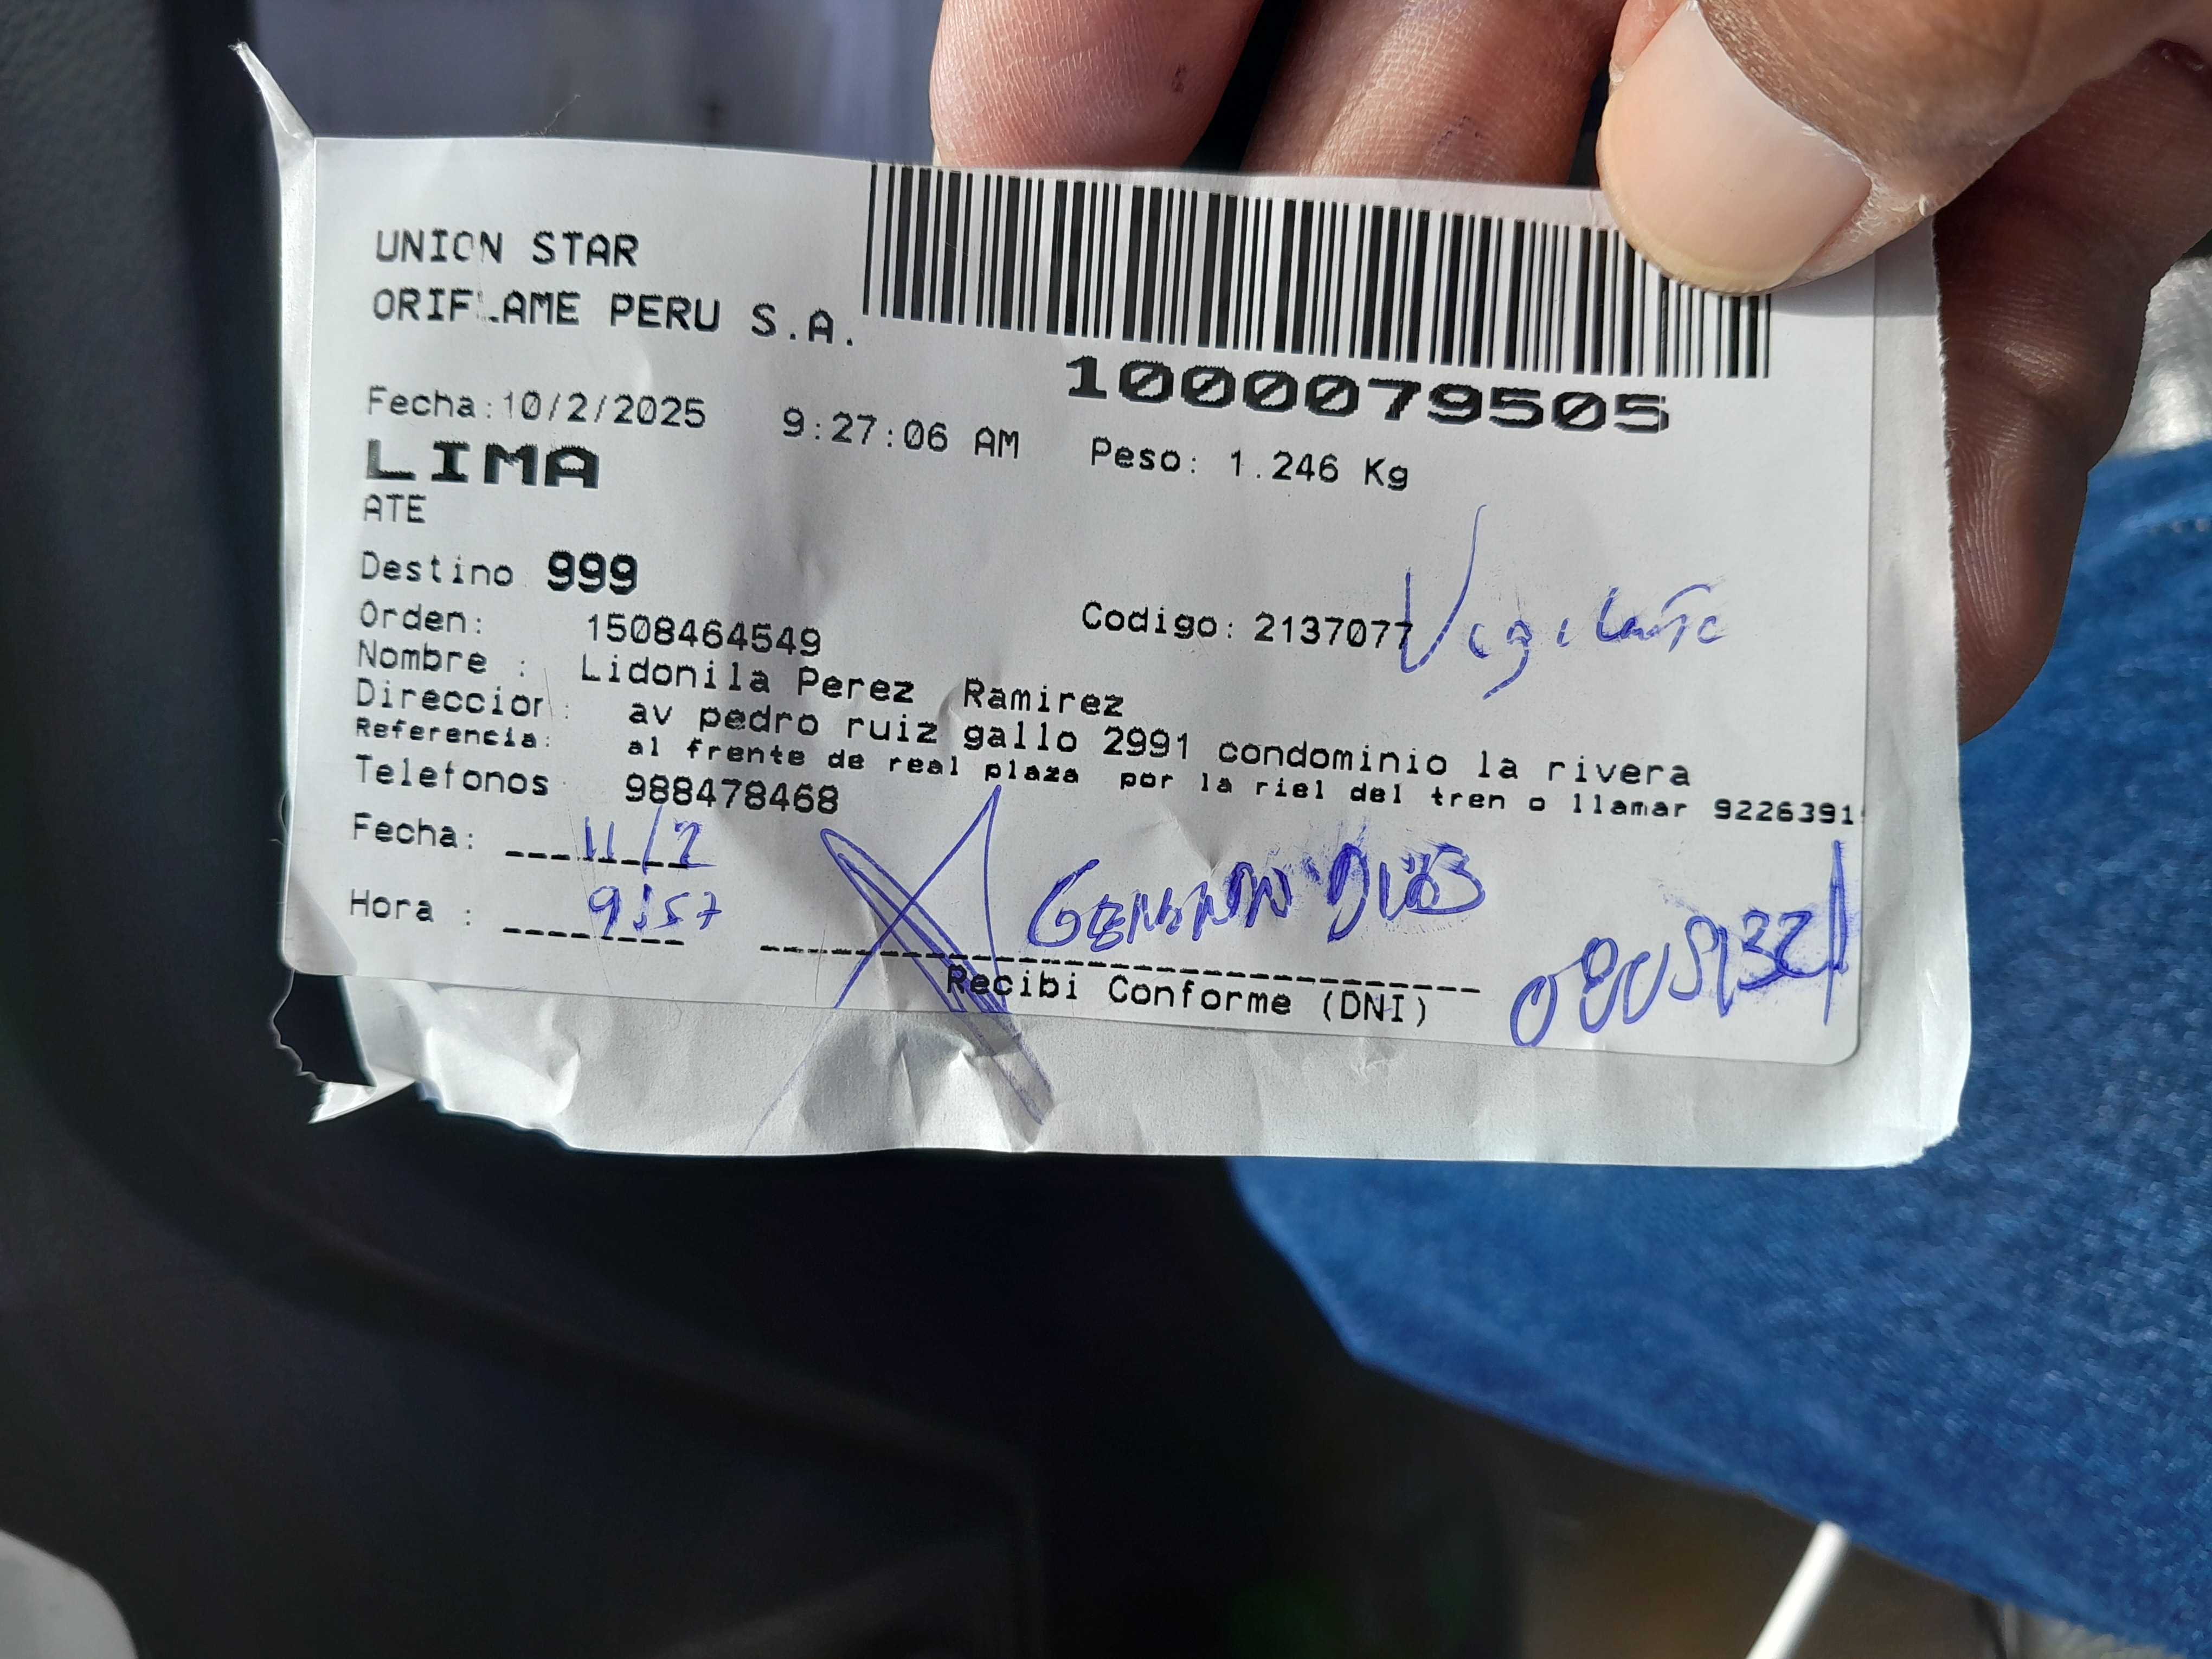 UNION STAR
ORIFLAME PERU S.A.
1000079505
Fecha:10/2/2025 9:27:06 AM Peso: 1.246 Kg
LIMA
ATE
Destino 999
Orden: 1508464549 Codigo: 2137077 Vigilante
Nombre : Lidonila Perez Ramirez
Direccion: av pedro ruiz gallo 2991 condominio la rivera
Referencia: al frente de real plaza por la riel del tren o llamar 9226391
Telefonos 988478468
Fecha: 11/2
Hora : 9:57
Recibi Conforme (DNI)